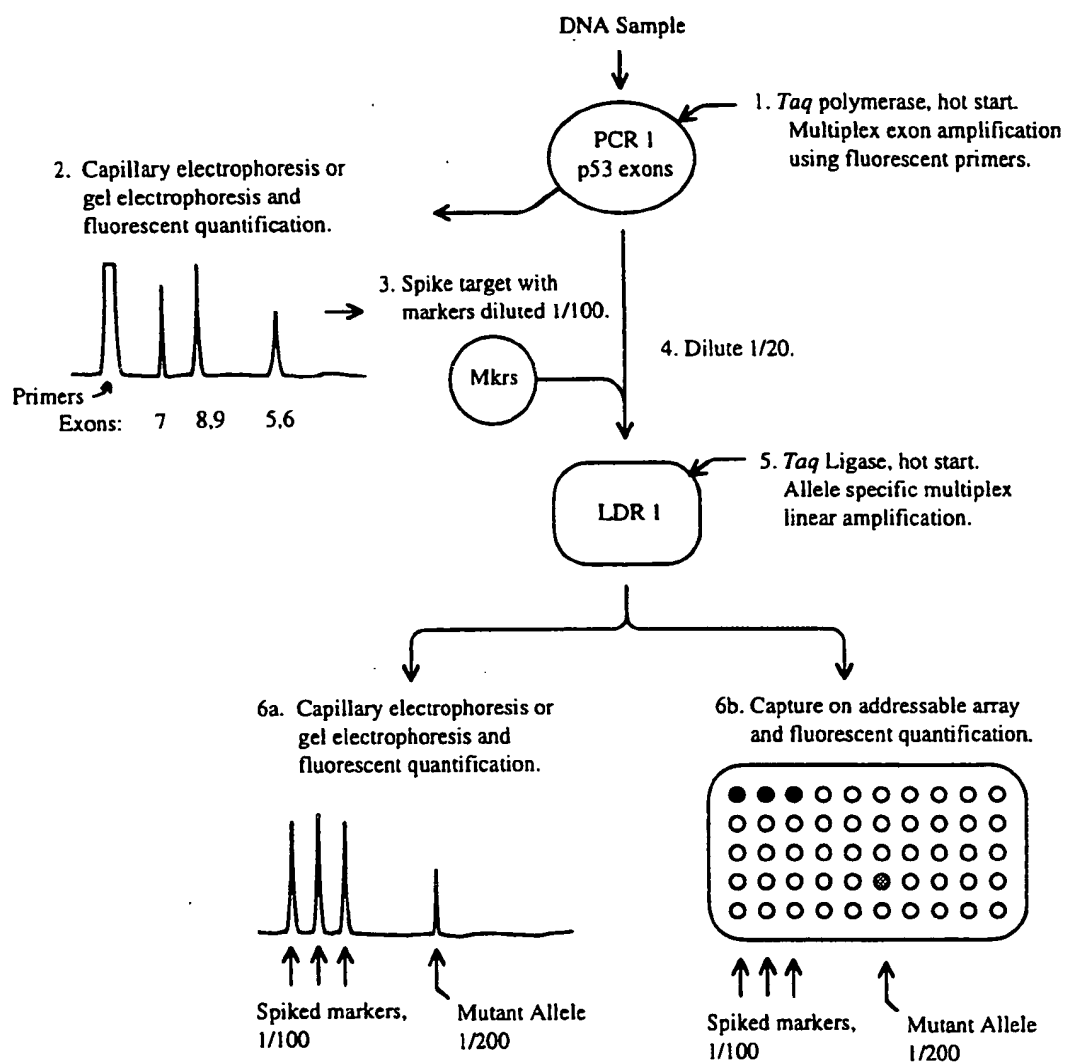 DNA Sample
1. Taq polymerase, hot start.
Multiplex exon amplification
using fluorescent primers.
PCR 1
p53 exons
2. Capillary electrophoresis or
gel electrophoresis and
fluorescent quantification.
3. Spike target with
markers diluted 1/100.
4. Dilute 1/20.
Mkrs
Primers
Exons: 7 8,9 5,6
5. Taq Ligase, hot start.
Allele specific multiplex
linear amplification.
LDR 1
6a. Capillary electrophoresis or
gel electrophoresis and
fluorescent quantification.
6b. Capture on addressable array
and fluorescent quantification.
Spiked markers,
1/100
Mutant Allele
1/200
Spiked markers,
1/100
Mutant Allele
1/200